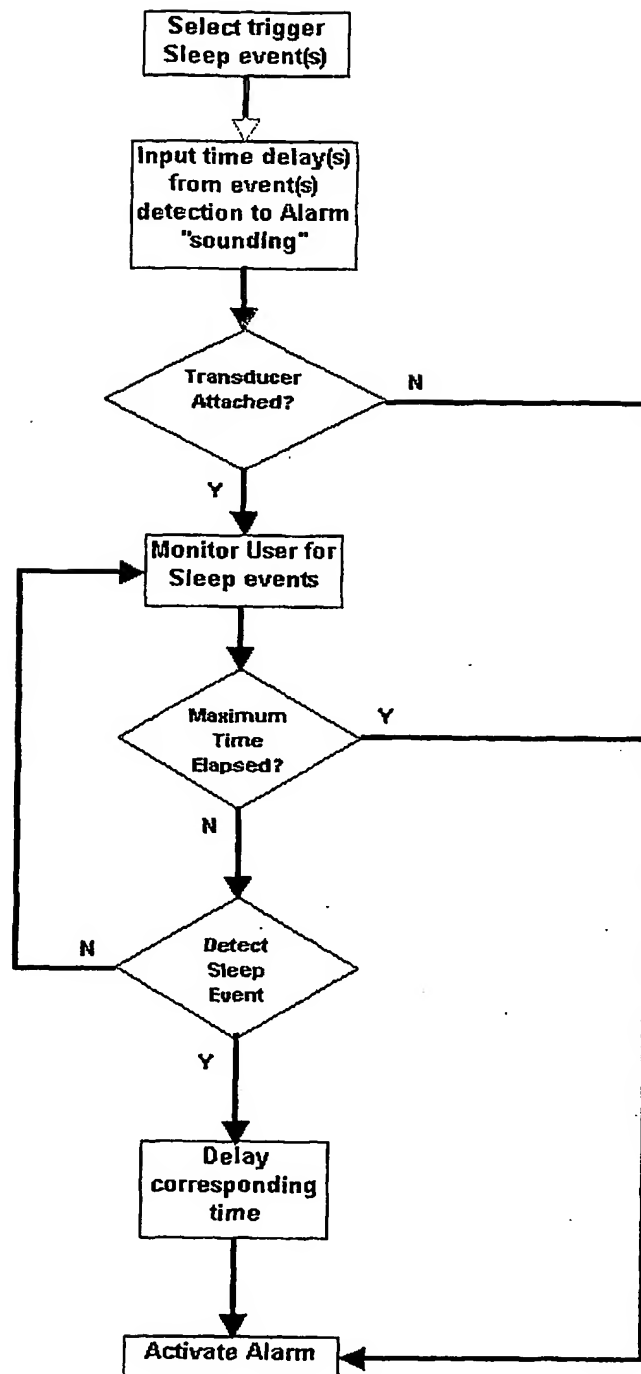 Select trigger
Sleep event(s)
Input time delay(s)
from event(s)
detection to Alarm
"sounding"
Transducer
Attached?
N
Y
Monitor User for
Sleep events
Maximum
Time
Elapsed?
Y
N
Detect
Sleep
Event
N
Y
Delay
corresponding
time
Activate Alarm